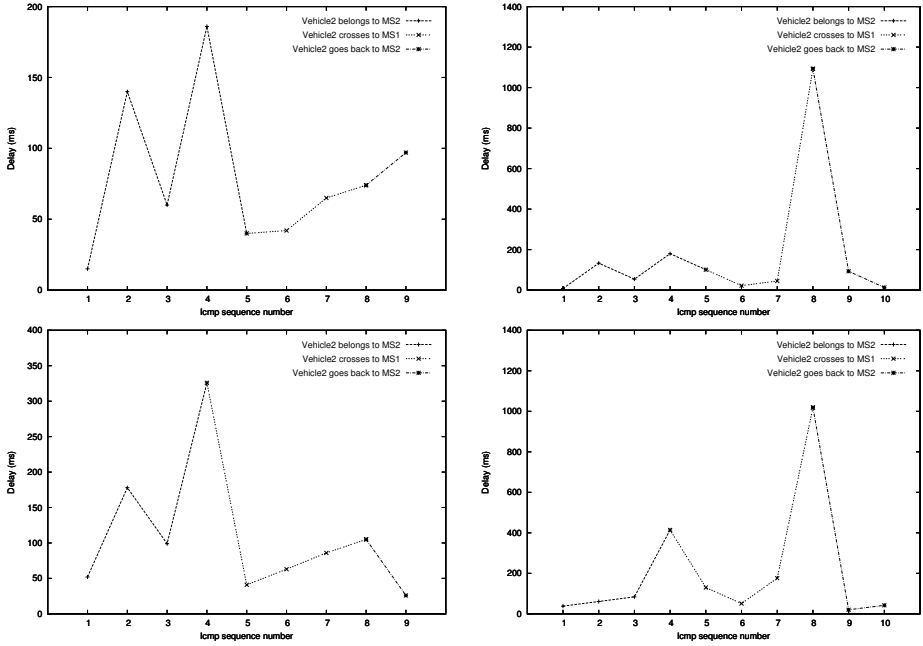 200
150
100
50
0
Delay (ms)
Vehicle2 belongs to MS2
Vehicle2 crosses to MS1
Vehicle2 goes back to MS2
1 2 3 4 5 6 7 8 9
Icmp sequence number
1400
1200
1000
800
600
400
200
0
Delay (ms)
Vehicle2 belongs to MS2
Vehicle2 crosses to MS1
Vehicle2 goes back to MS2
1 2 3 4 5 6 7 8 9 10
Icmp sequence number
400
350
300
250
200
150
100
50
0
Delay (ms)
Vehicle2 belongs to MS2
Vehicle2 crosses to MS1
Vehicle2 goes back to MS2
1 2 3 4 5 6 7 8 9
Icmp sequence number
1400
1200
1000
800
600
400
200
0
Delay (ms)
Vehicle2 belongs to MS2
Vehicle2 crosses to MS1
Vehicle2 goes back to MS2
1 2 3 4 5 6 7 8 9 10
Icmp sequence number